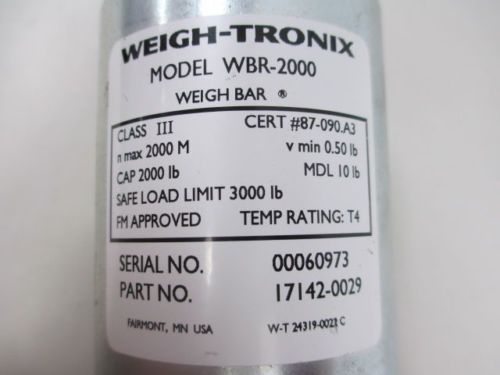 WEIGH-TRONIX
MODEL WBR-2000
WEIGH BAR ®
CLASS III CERT #87-090.A3
n max 2000 M v min 0.50 lb
CAP 2000 lb MDL 10 lb
SAFE LOAD LIMIT 3000 lb
FM APPROVED TEMP RATING: T4
SERIAL NO. 00060973
PART NO. 17142-0029
FAIRMONT, MN USA W-T 24319-0022 C